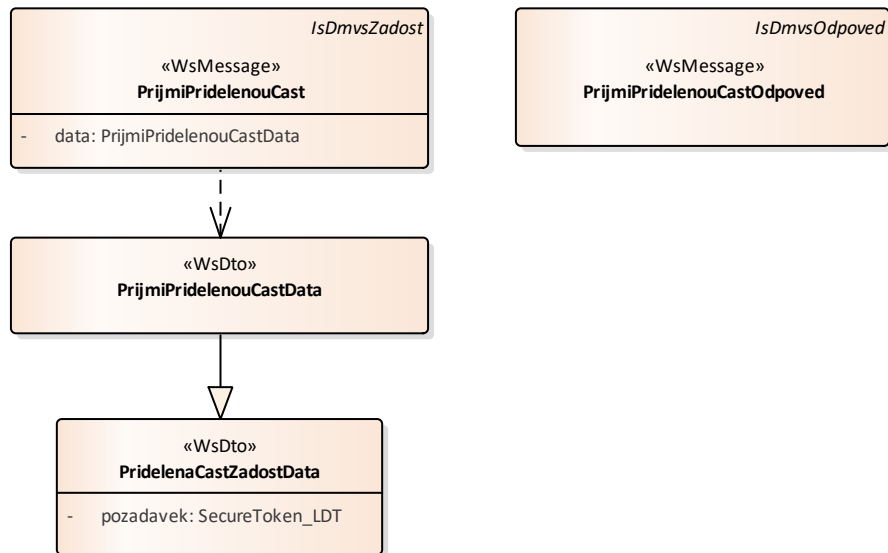 IsDmvsZadost
«WsMessage»
PrijmiPridelenouCast
- data: PrijmiPridelenouCastData
IsDmvsOdpoved
«WsMessage»
PrijmiPridelenouCastOdpoved
«WsDto»
PrijmiPridelenouCastData
«WsDto»
PridelenaCastZadostData
- pozadavek: SecureToken_LDT